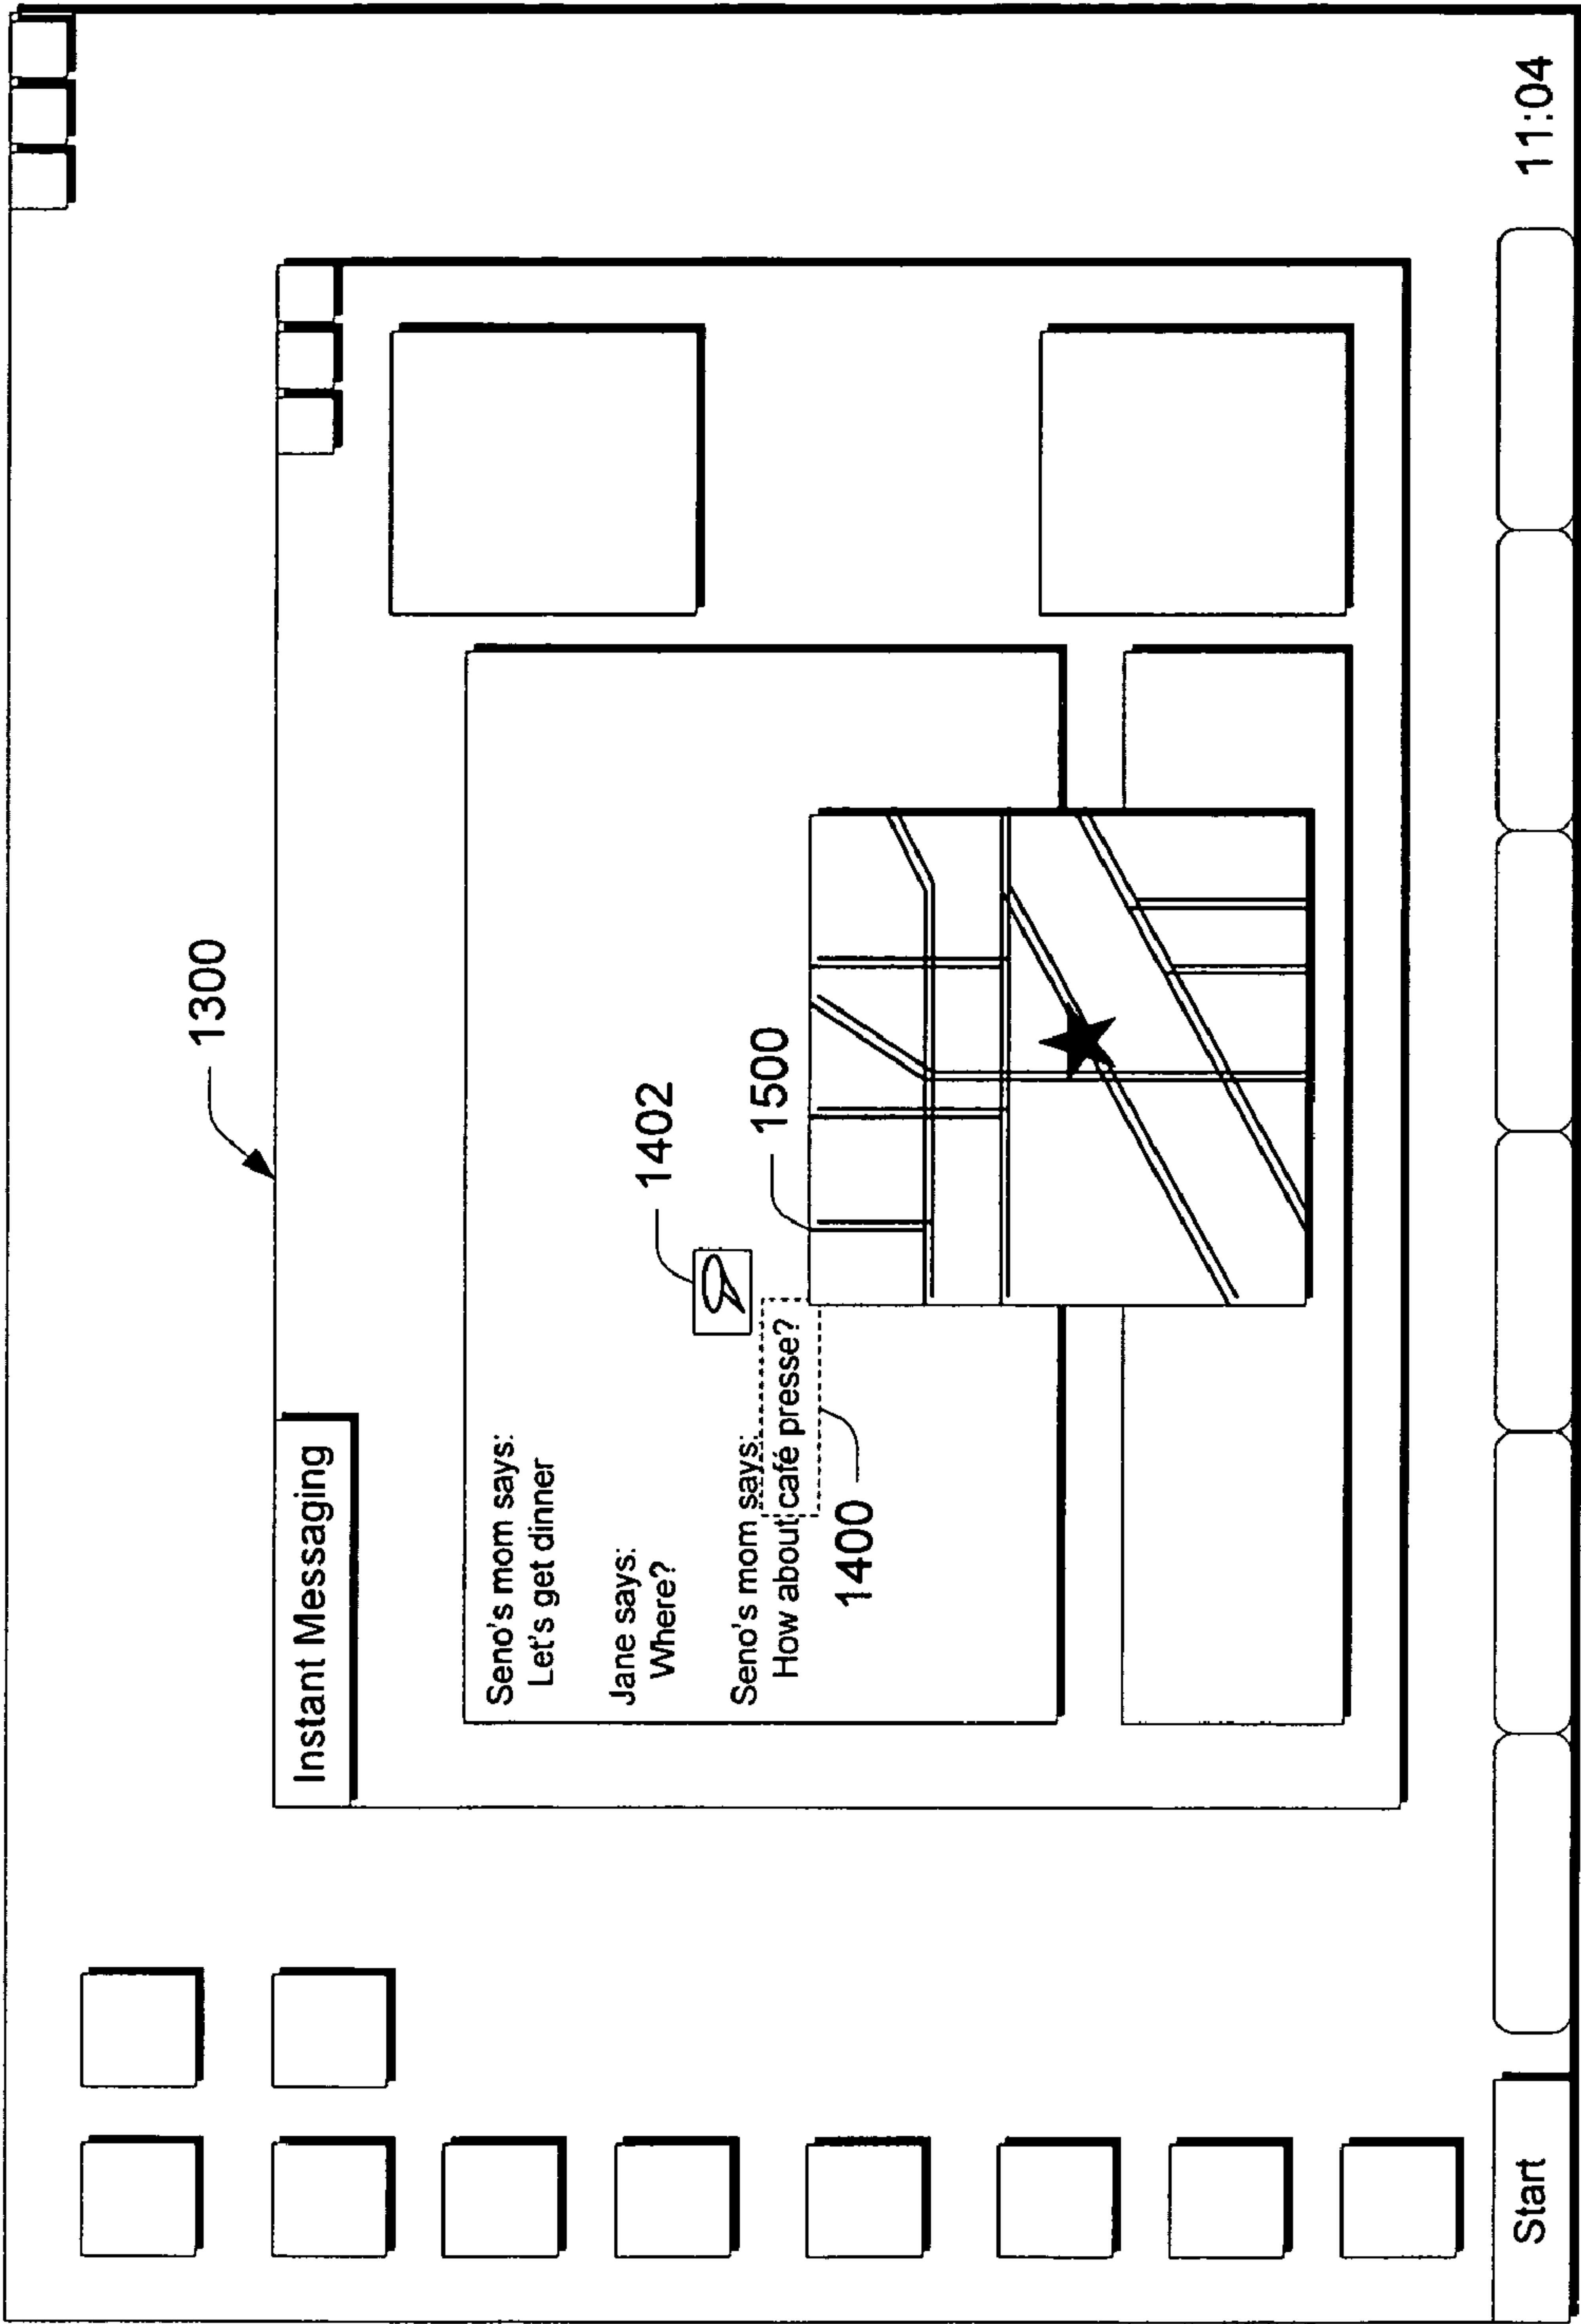 1300
Instant Messaging
Seno's mom says:
Let's get dinner
Jane says:
Where?
1402
Seno's mom says:
How about café presse?
1500
1400
Start
11:04